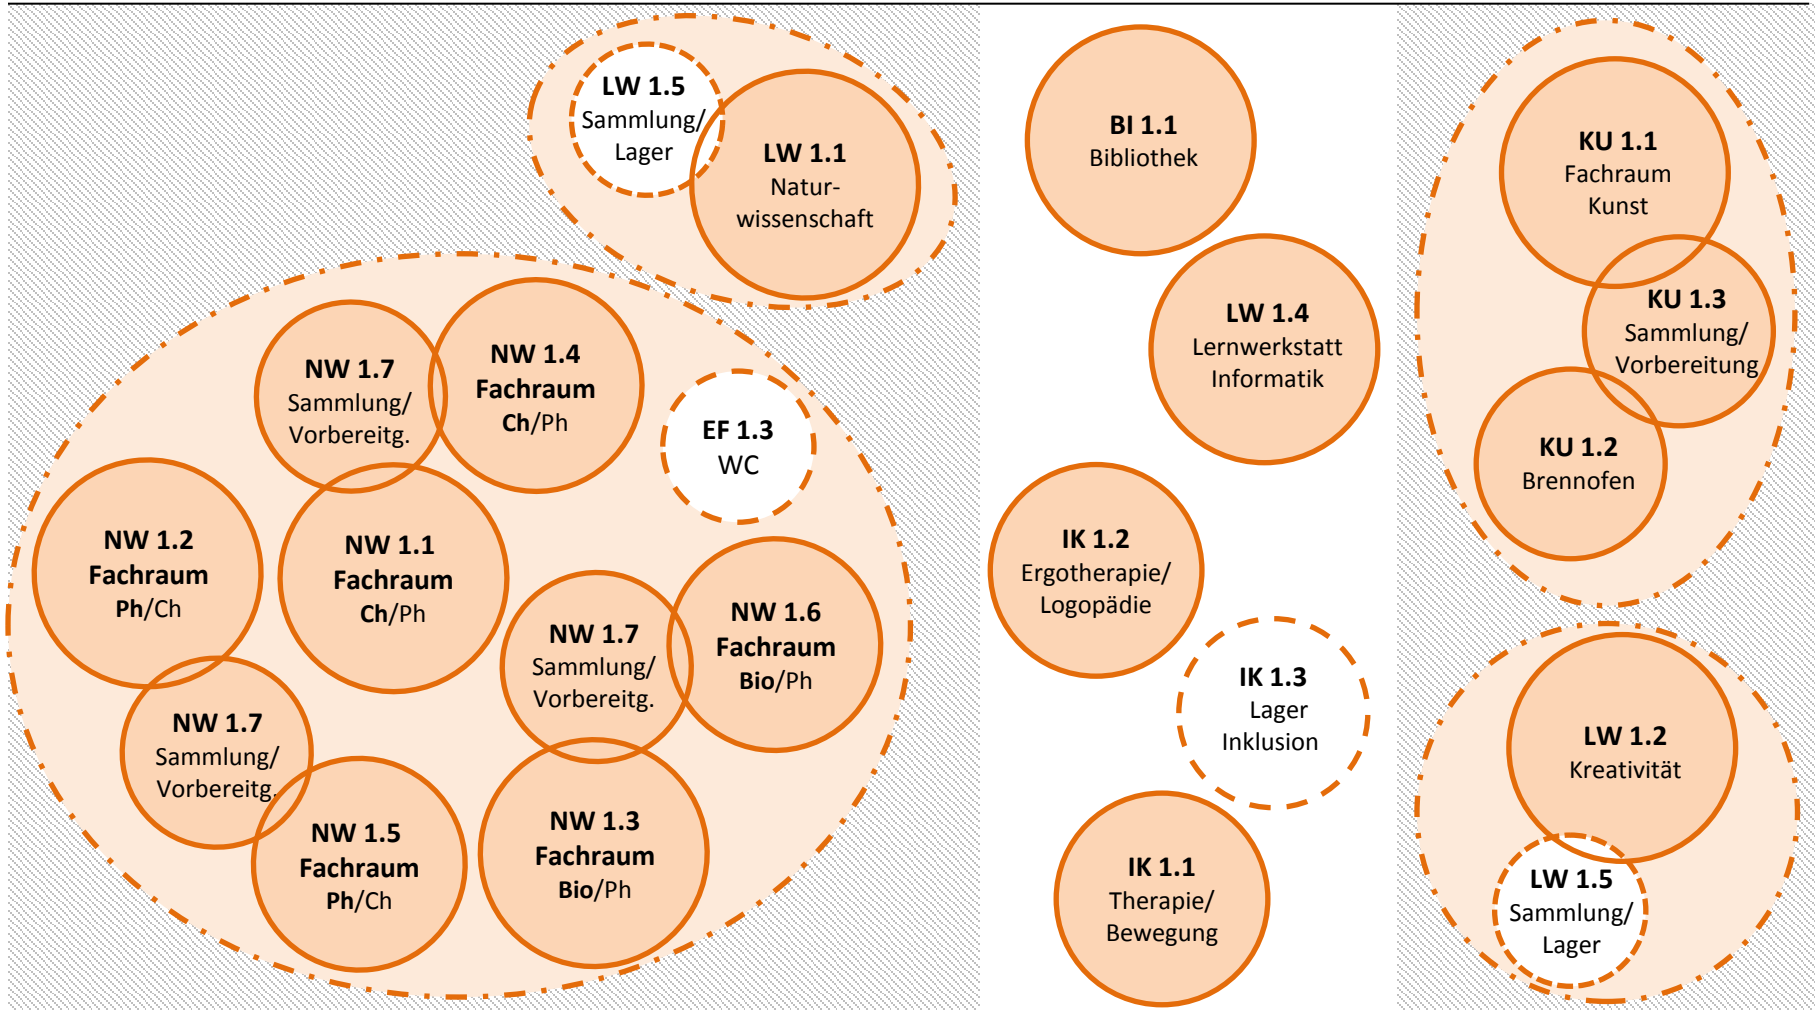 LW 1.5
Sammlung/
Lager
LW 1.1
Natur-
wissenschaft
NW 1.7
Sammlung/
Vorbereitg.
NW 1.4
Fachraum
Ch/Ph
EF 1.3
WC
NW 1.2
Fachraum
Ph/Ch
NW 1.1
Fachraum
Ch/Ph
NW 1.7
Sammlung/
Vorbereitg.
NW 1.6
Fachraum
Bio/Ph
NW 1.7
Sammlung/
Vorbereitg.
NW 1.5
Fachraum
Ph/Ch
NW 1.3
Fachraum
Bio/Ph
BI 1.1
Bibliothek
LW 1.4
Lernwerkstatt
Informatik
IK 1.2
Ergotherapie/
Logopädie
IK 1.3
Lager
Inklusion
IK 1.1
Therapie/
Bewegung
KU 1.1
Fachraum
Kunst
KU 1.3
Sammlung/
Vorbereitung
KU 1.2
Brennofen
LW 1.2
Kreativität
LW 1.5
Sammlung/
Lager